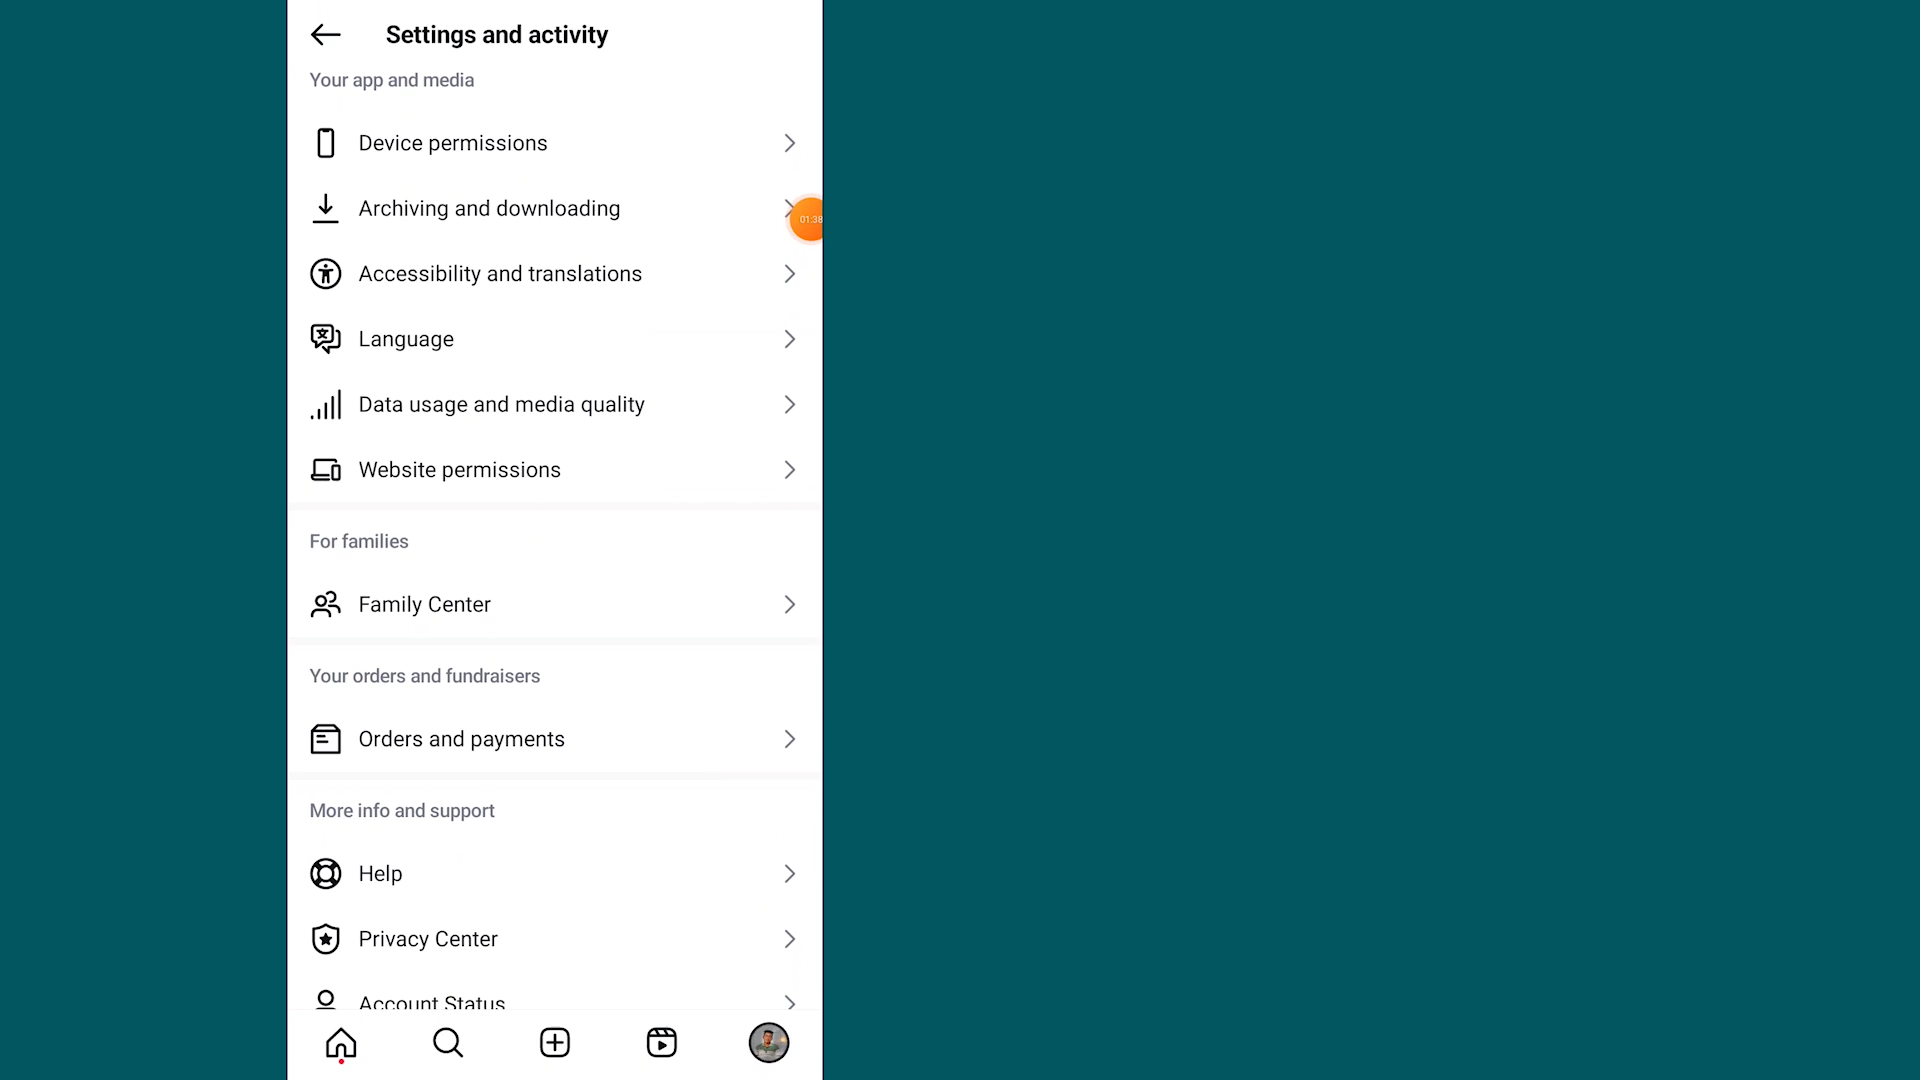 Settings and activity
Your app and media
Device permissions
Archiving and downloading
01:38
Accessibility and translations
Language
Data usage and media quality
Website permissions
For families
Family Center
Your orders and fundraisers
Orders and payments
More info and support
Help
Privacy Center
Account Status